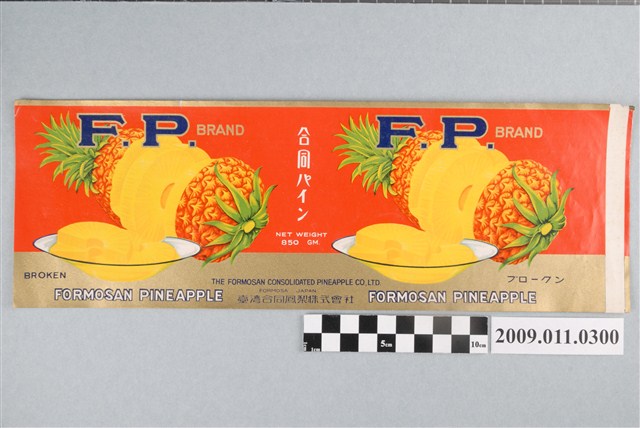 F.P. BRAND
BROKEN
FORMOSAN PINEAPPLE
合同パイン
NET WEIGHT
850 GM.
THE FORMOSAN CONSOLIDATED PINEAPPLE CO., LTD.
FORMOSA JAPAN.
臺灣合同鳳梨株式會社
F.P. BRAND
ブロークン
FORMOSAN PINEAPPLE
1cm 5cm 10cm
2009.011.0300